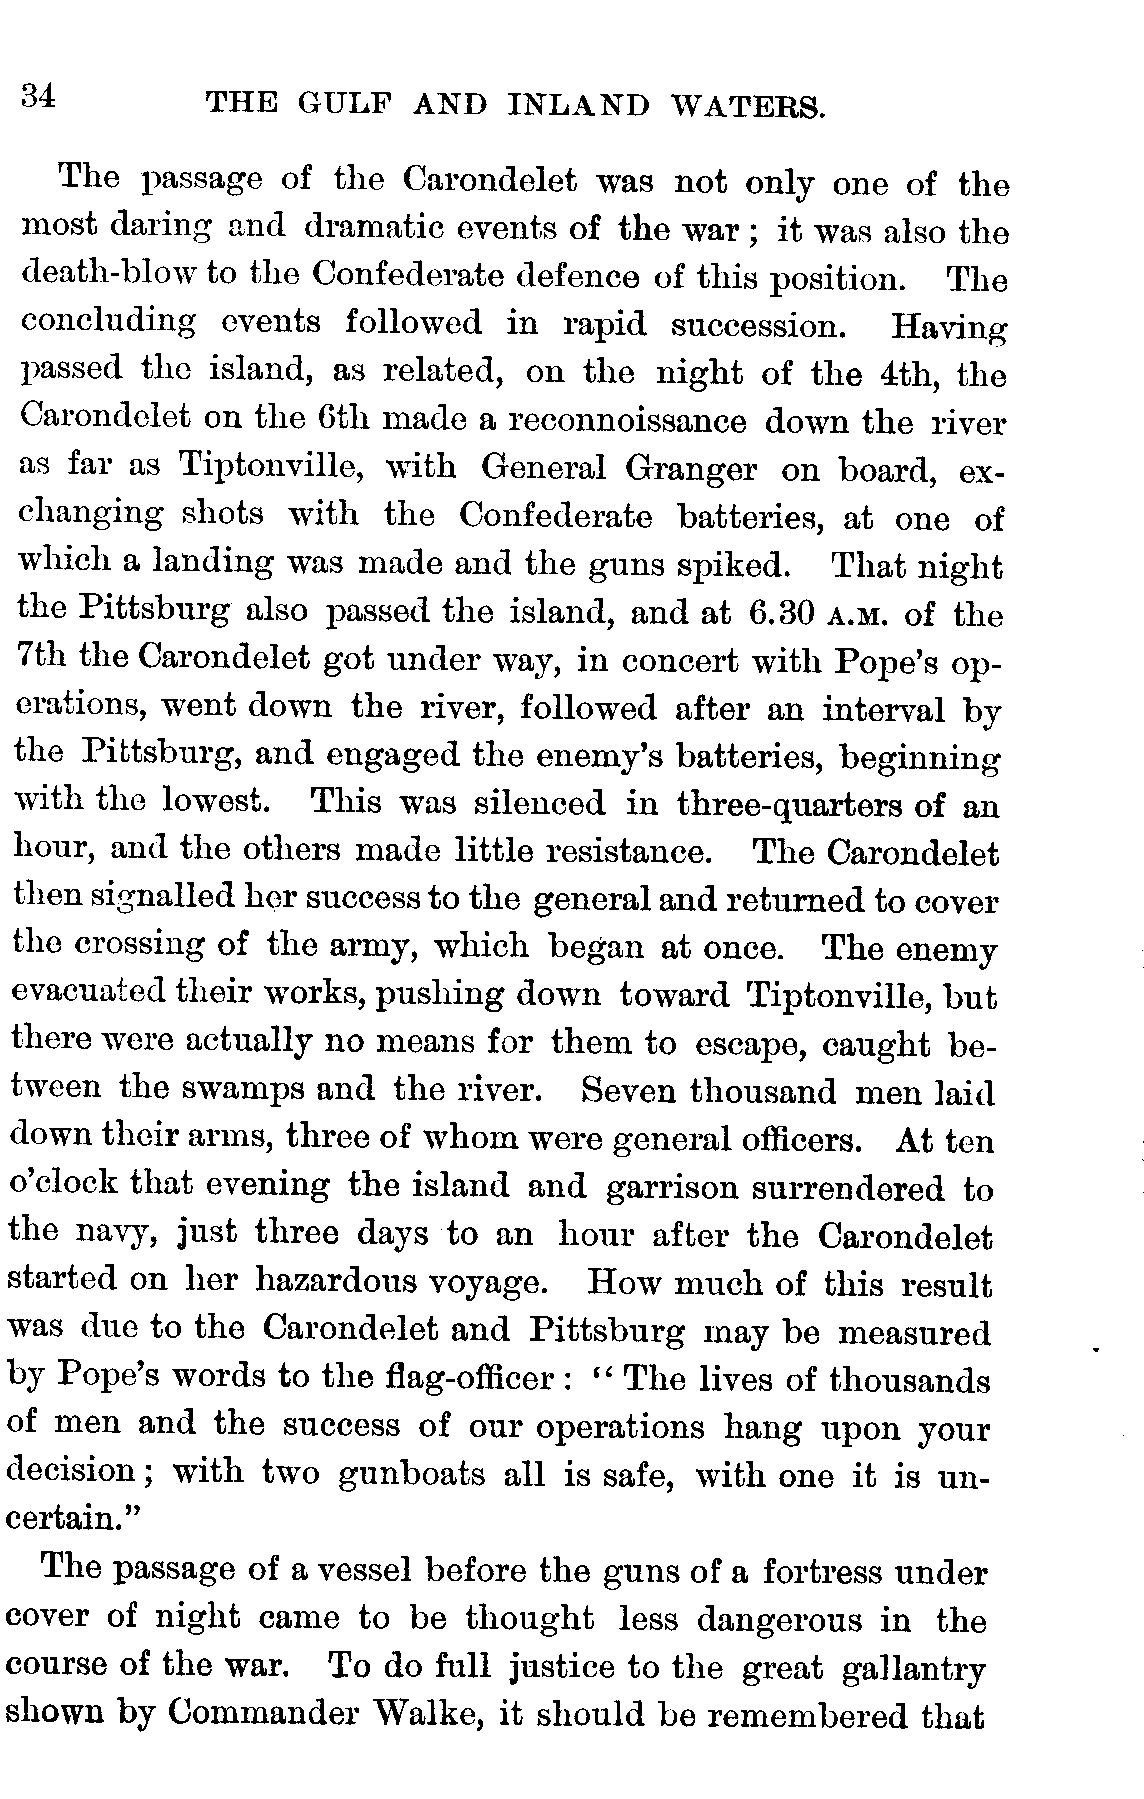 34 THE GULF AND INLAND WATERS.
The passage of the Carondelet was not only one of the
most daring and dramatic events of the war ; it was also the
death-blow to the Confederate defence of this position. The
concluding events followed in rapid succession. Having
passed the island, as related, on the night of the 4th, the
Carondelet on the 6th made a reconnoissance down the river
as far as Tiptonville, with General Granger on board, ex-
changing shots with the Confederate batteries, at one of
which a landing was made and the guns spiked. That night
the Pittsburg also passed the island, and at 6.30 A.M. of the
7th the Carondelet got under way, in concert with Pope's op-
erations, went down the river, followed after an interval by
the Pittsburg, and engaged the enemy's batteries, beginning
with the lowest. This was silenced in three-quarters of an
hour, and the others made little resistance. The Carondelet
then signalled her success to the general and returned to cover
the crossing of the army, which began at once. The enemy
evacuated their works, pushing down toward Tiptonville, but
there were actually no means for them to escape, caught be-
tween the swamps and the river. Seven thousand men laid
down their arms, three of whom were general officers. At ten
o'clock that evening the island and garrison surrendered to
the navy, just three days to an hour after the Carondelet
started on her hazardous voyage. How much of this result
was due to the Carondelet and Pittsburg may be measured
by Pope's words to the flag-officer : “ The lives of thousands
of men and the success of our operations hang upon your
decision ; with two gunboats all is safe, with one it is un-
certain.”
The passage of a vessel before the guns of a fortress under
cover of night came to be thought less dangerous in the
course of the war. To do full justice to the great gallantry
shown by Commander Walke, it should be remembered that